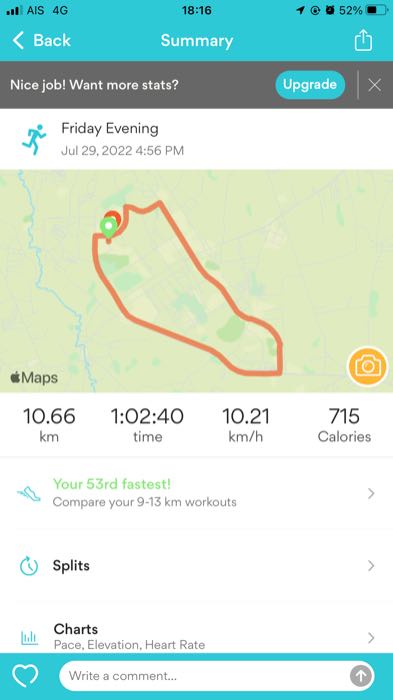 AIS 4G 18:16 52%
Back Summary
Nice job! Want more stats? Upgrade
Friday Evening
Jul 29, 2022 4:56 PM
Maps
10.66 1:02:40 10.21 715
km time km/h Calories
Your 53rd fastest!
Compare your 9-13 km workouts
Splits
Charts
Pace, Elevation, Heart Rate
Write a comment...